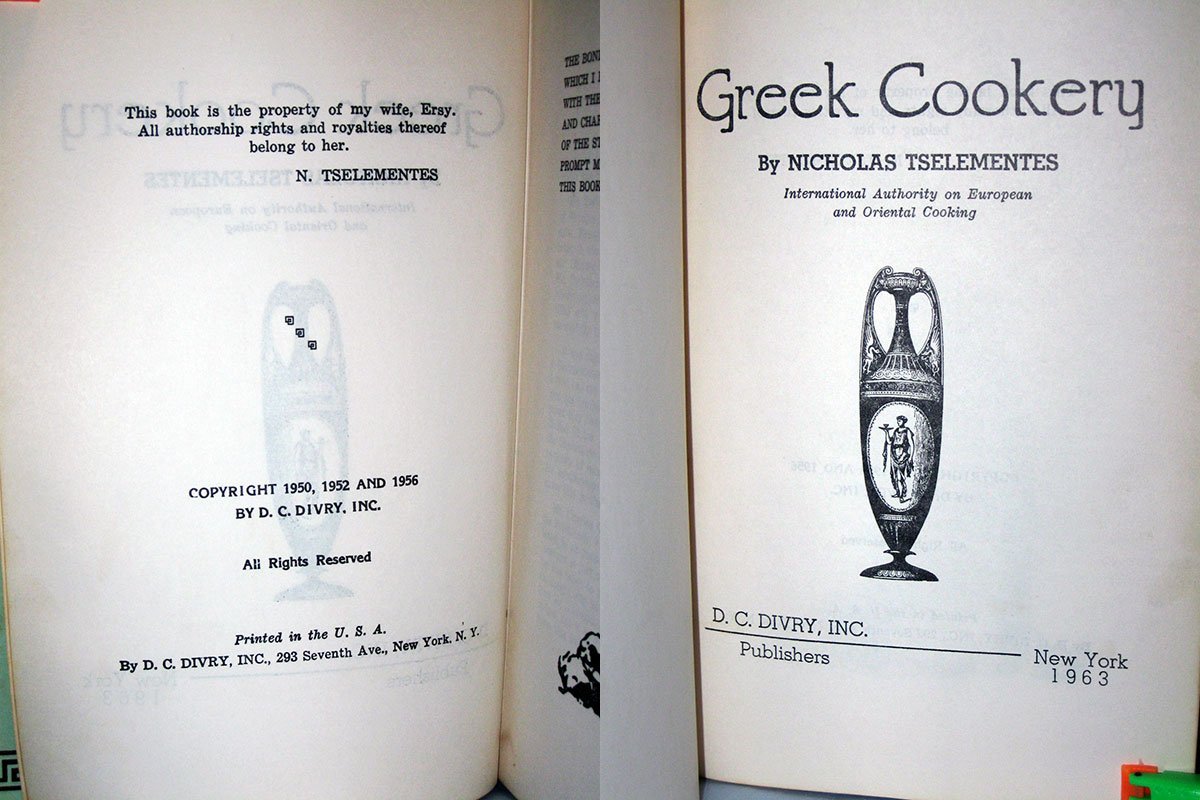 This book is the property of my wife, Ersy.
All authorship rights and royalties thereof
belong to her.
N. TSELEMENTES
COPYRIGHT 1950, 1952 AND 1956
BY D. C. DIVRY, INC.
All Rights Reserved
Printed in the U. S. A.
By D. C. DIVRY, INC., 293 Seventh Ave., New York, N. Y.
THE
WHICH I
WITH THE
AND
OF THE
PROMPT
THIS BOOK
Greek Cookery
By NICHOLAS TSELEMENTES
International Authority on European
and Oriental Cooking
D. C. DIVRY, INC.
Publishers
New York
1963